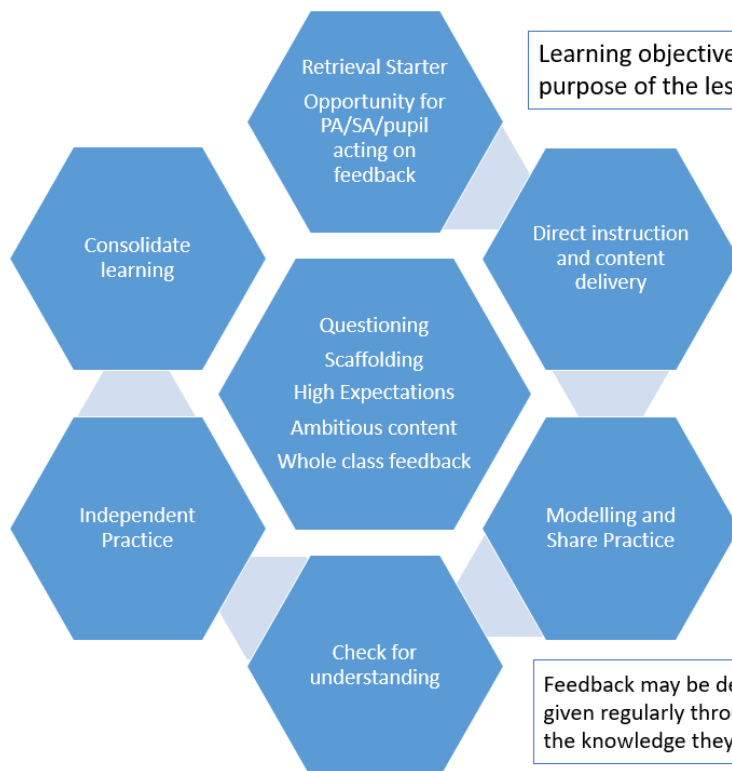 Retrieval Starter
Opportunity for
PA/SA/pupil
acting on
feedback
Learning objective
purpose of the les
Direct instruction
and content
delivery
Consolidate
learning
Questioning
Scaffolding
High Expectations
Ambitious content
Whole class feedback
Modelling and
Share Practice
Independent
Practice
Check for
understanding
Feedback may be de
given regularly throu
the knowledge they